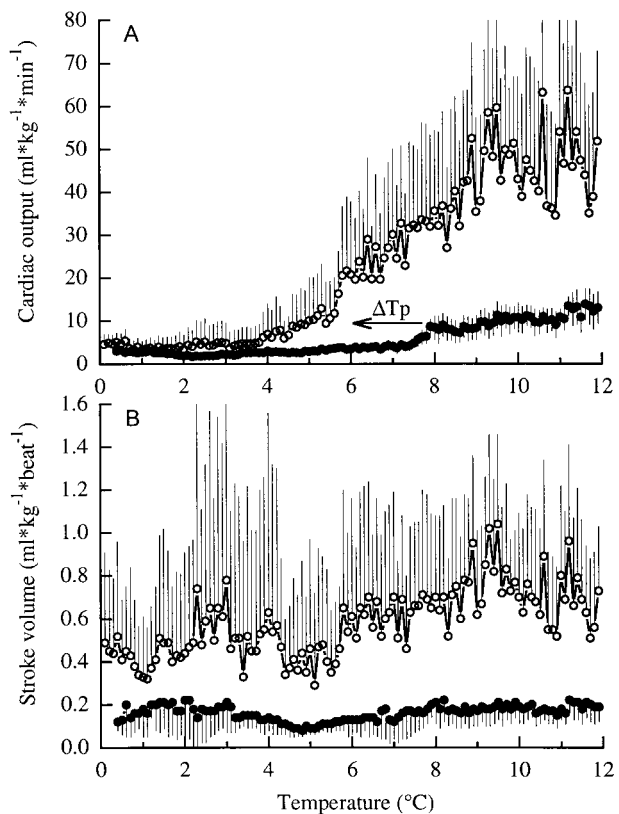 A
Cardiac output (ml*kg⁻¹*min⁻¹)
80
70
60
50
40
30
20
10
0
ΔTp
0 2 4 6 8 10 12
B
Stroke volume (ml*kg⁻¹*beat⁻¹)
1.6
1.4
1.2
1.0
0.8
0.6
0.4
0.2
0.0
0 2 4 6 8 10 12
Temperature (°C)